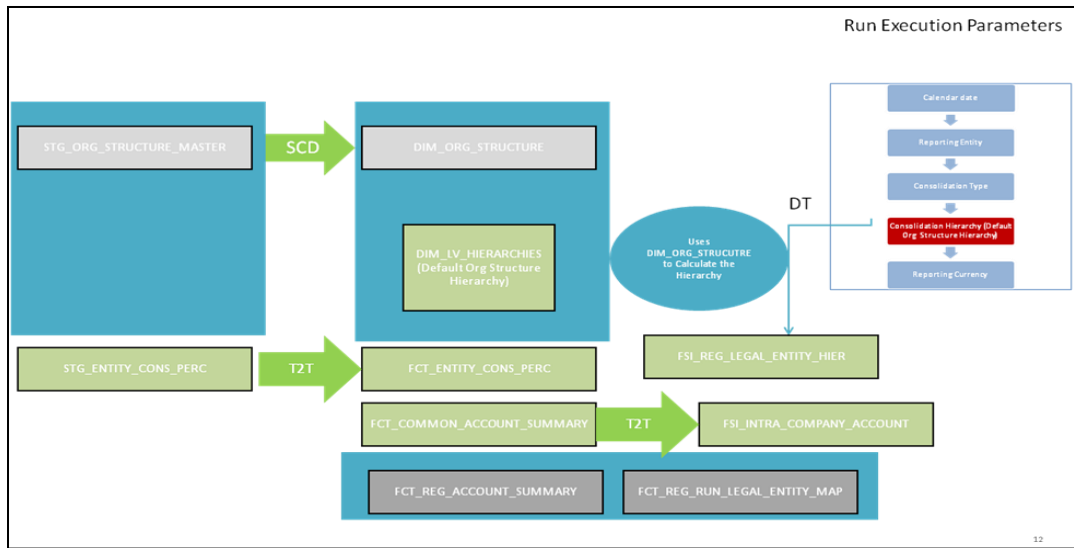 Run Execution Parameters
Calendar date
STG_ORG_STRUCTURE_MASTER
SCD
DIM_ORG_STRUCTURE
Reporting Entity
Consolidation Type
DT
Consolidation Hierarchy (Default
Org Structure Hierarchy)
Uses
DIM_ORG_STRUCUTRE
to Calculate the
Hierarchy
DIM_LV_HIERARCHIES
(Default Org Structure
Hierarchy)
Reporting Currency
STG_ENTITY_CONS_PERC
T2T
FCT_ENTITY_CONS_PERC
FSI_REG_LEGAL_ENTITY_HIER
FCT_COMMON_ACCOUNT_SUMMARY
T2T
FSI_INTRA_COMPANY_ACCOUNT
FCT_REG_ACCOUNT_SUMMARY
FCT_REG_RUN_LEGAL_ENTITY_MAP
12